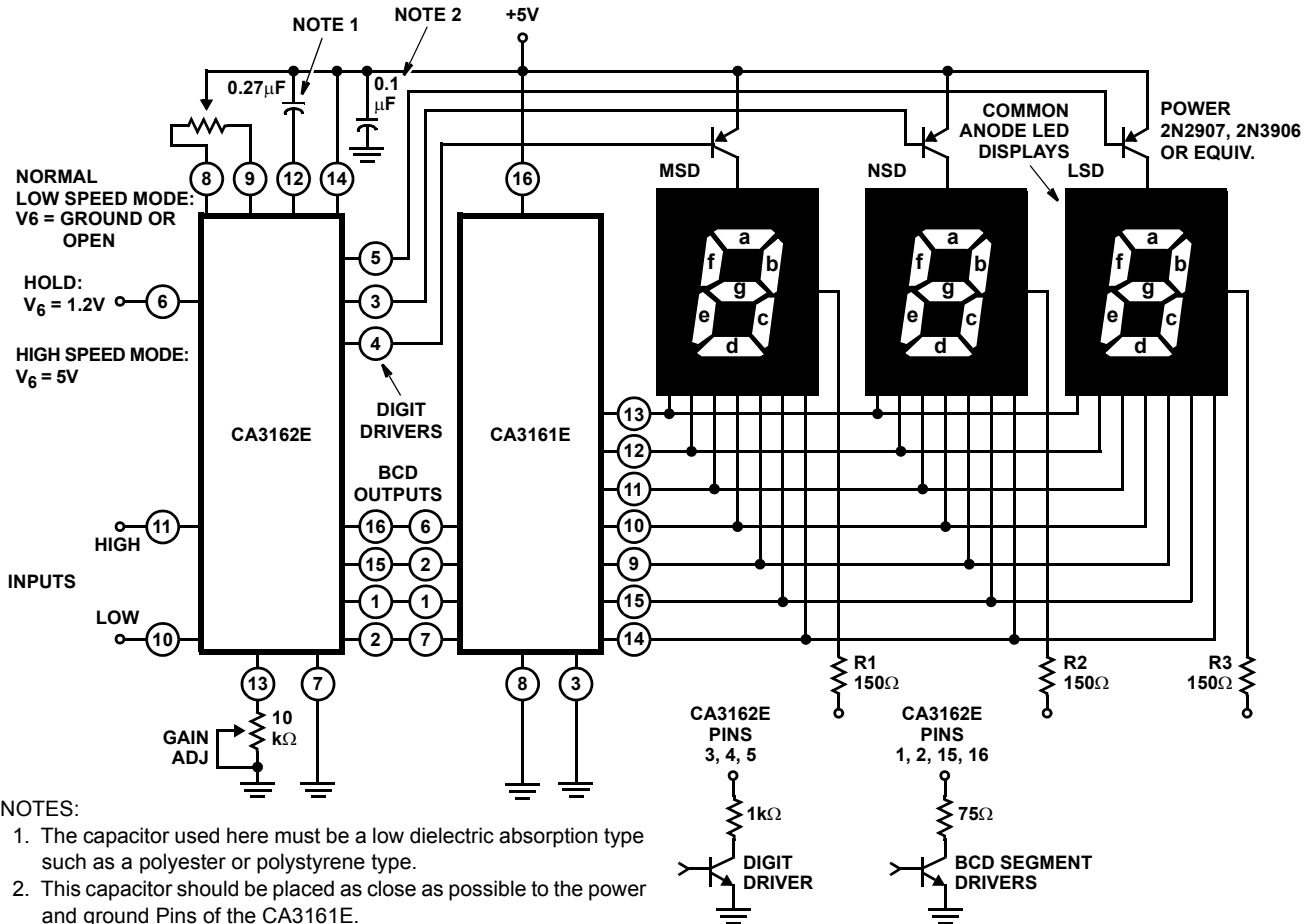 NOTE 1
NOTE 2
+5V
0.27μF
0.1
μF
COMMON
ANODE LED
DISPLAYS
POWER
2N2907, 2N3906
OR EQUIV.
MSD
NSD
LSD
NORMAL
LOW SPEED MODE:
V6 = GROUND OR
OPEN
8
9
12
14
16
HOLD:
V6 = 1.2V
6
HIGH SPEED MODE:
V6 = 5V
5
3
4
DIGIT
DRIVERS
CA3162E
CA3161E
BCD
OUTPUTS
a
f
b
g
e
c
d
a
f
b
g
e
c
d
a
f
b
g
e
c
d
13
12
11
10
9
15
14
11
HIGH
INPUTS
LOW
10
16
6
15
2
1
1
2
7
13
7
8
3
GAIN
ADJ
10
kΩ
R1
150Ω
R2
150Ω
R3
150Ω
CA3162E
PINS
3, 4, 5
1kΩ
DIGIT
DRIVER
CA3162E
PINS
1, 2, 15, 16
75Ω
BCD SEGMENT
DRIVERS
NOTES:
1. The capacitor used here must be a low dielectric absorption type
such as a polyester or polystyrene type.
2. This capacitor should be placed as close as possible to the power
and ground Pins of the CA3161E.